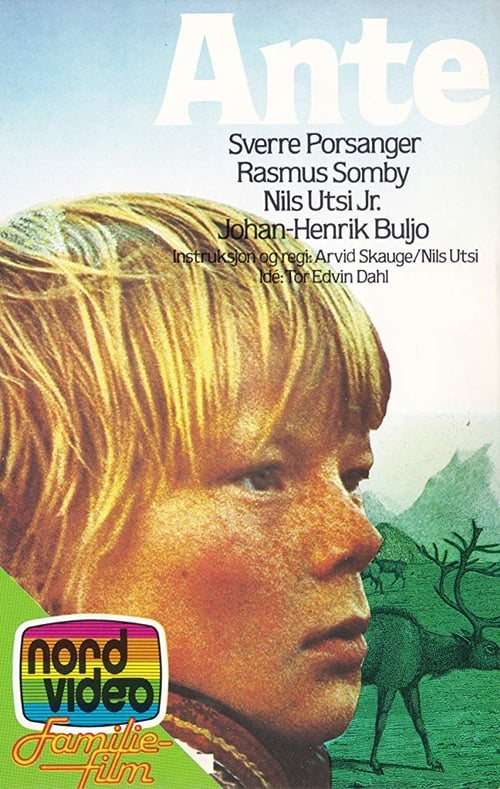 Ante
Sverre Porsanger
Rasmus Somby
Nils Utsi Jr.
Johan-Henrik Buljo
Instruksjon og regi: Arvid Skauge/Nils Utsi
Idé: Tor Edvin Dahl
nord
video
Familie-
film